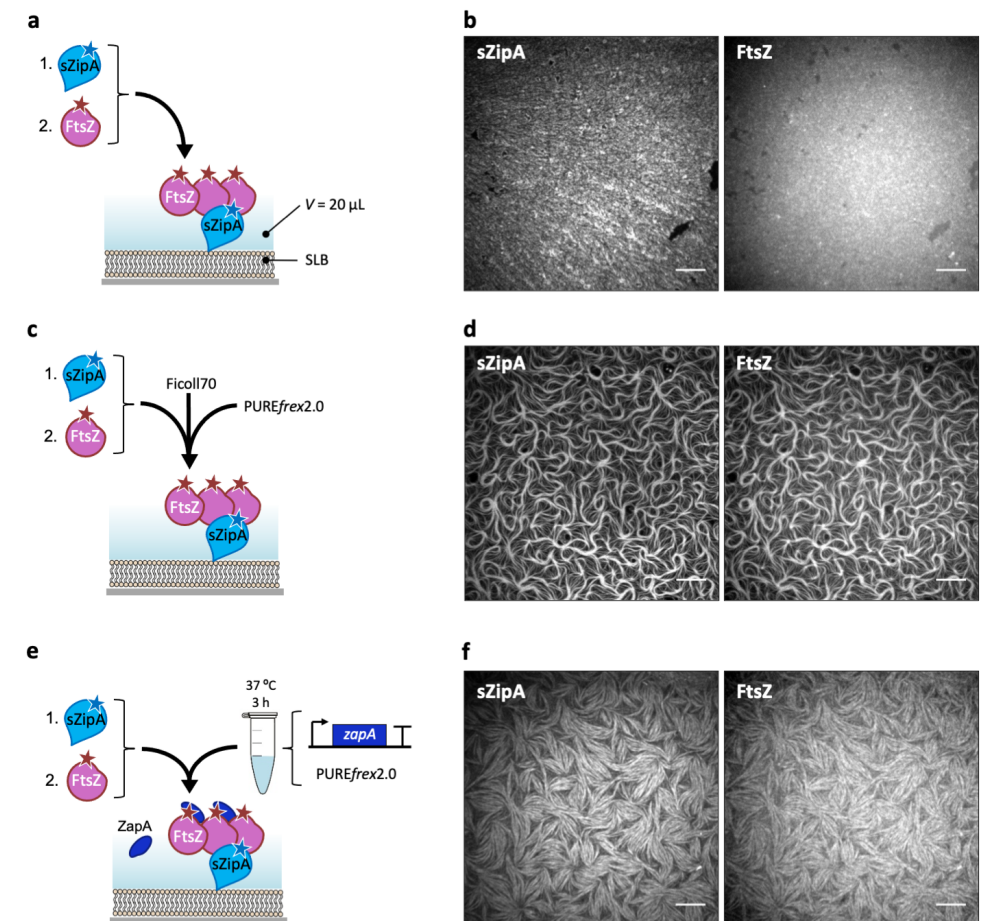 a
1. sZipA
2. FtsZ
FtsZ
sZipA
V = 20 µL
SLB
b
sZipA
FtsZ
c
1. sZipA
2. FtsZ
Ficoll70
PUREfrex2.0
FtsZ
sZipA
d
sZipA
FtsZ
e
1. sZipA
2. FtsZ
37 ⁰C
3 h
zapA
PUREfrex2.0
ZapA
FtsZ
sZipA
f
sZipA
FtsZ